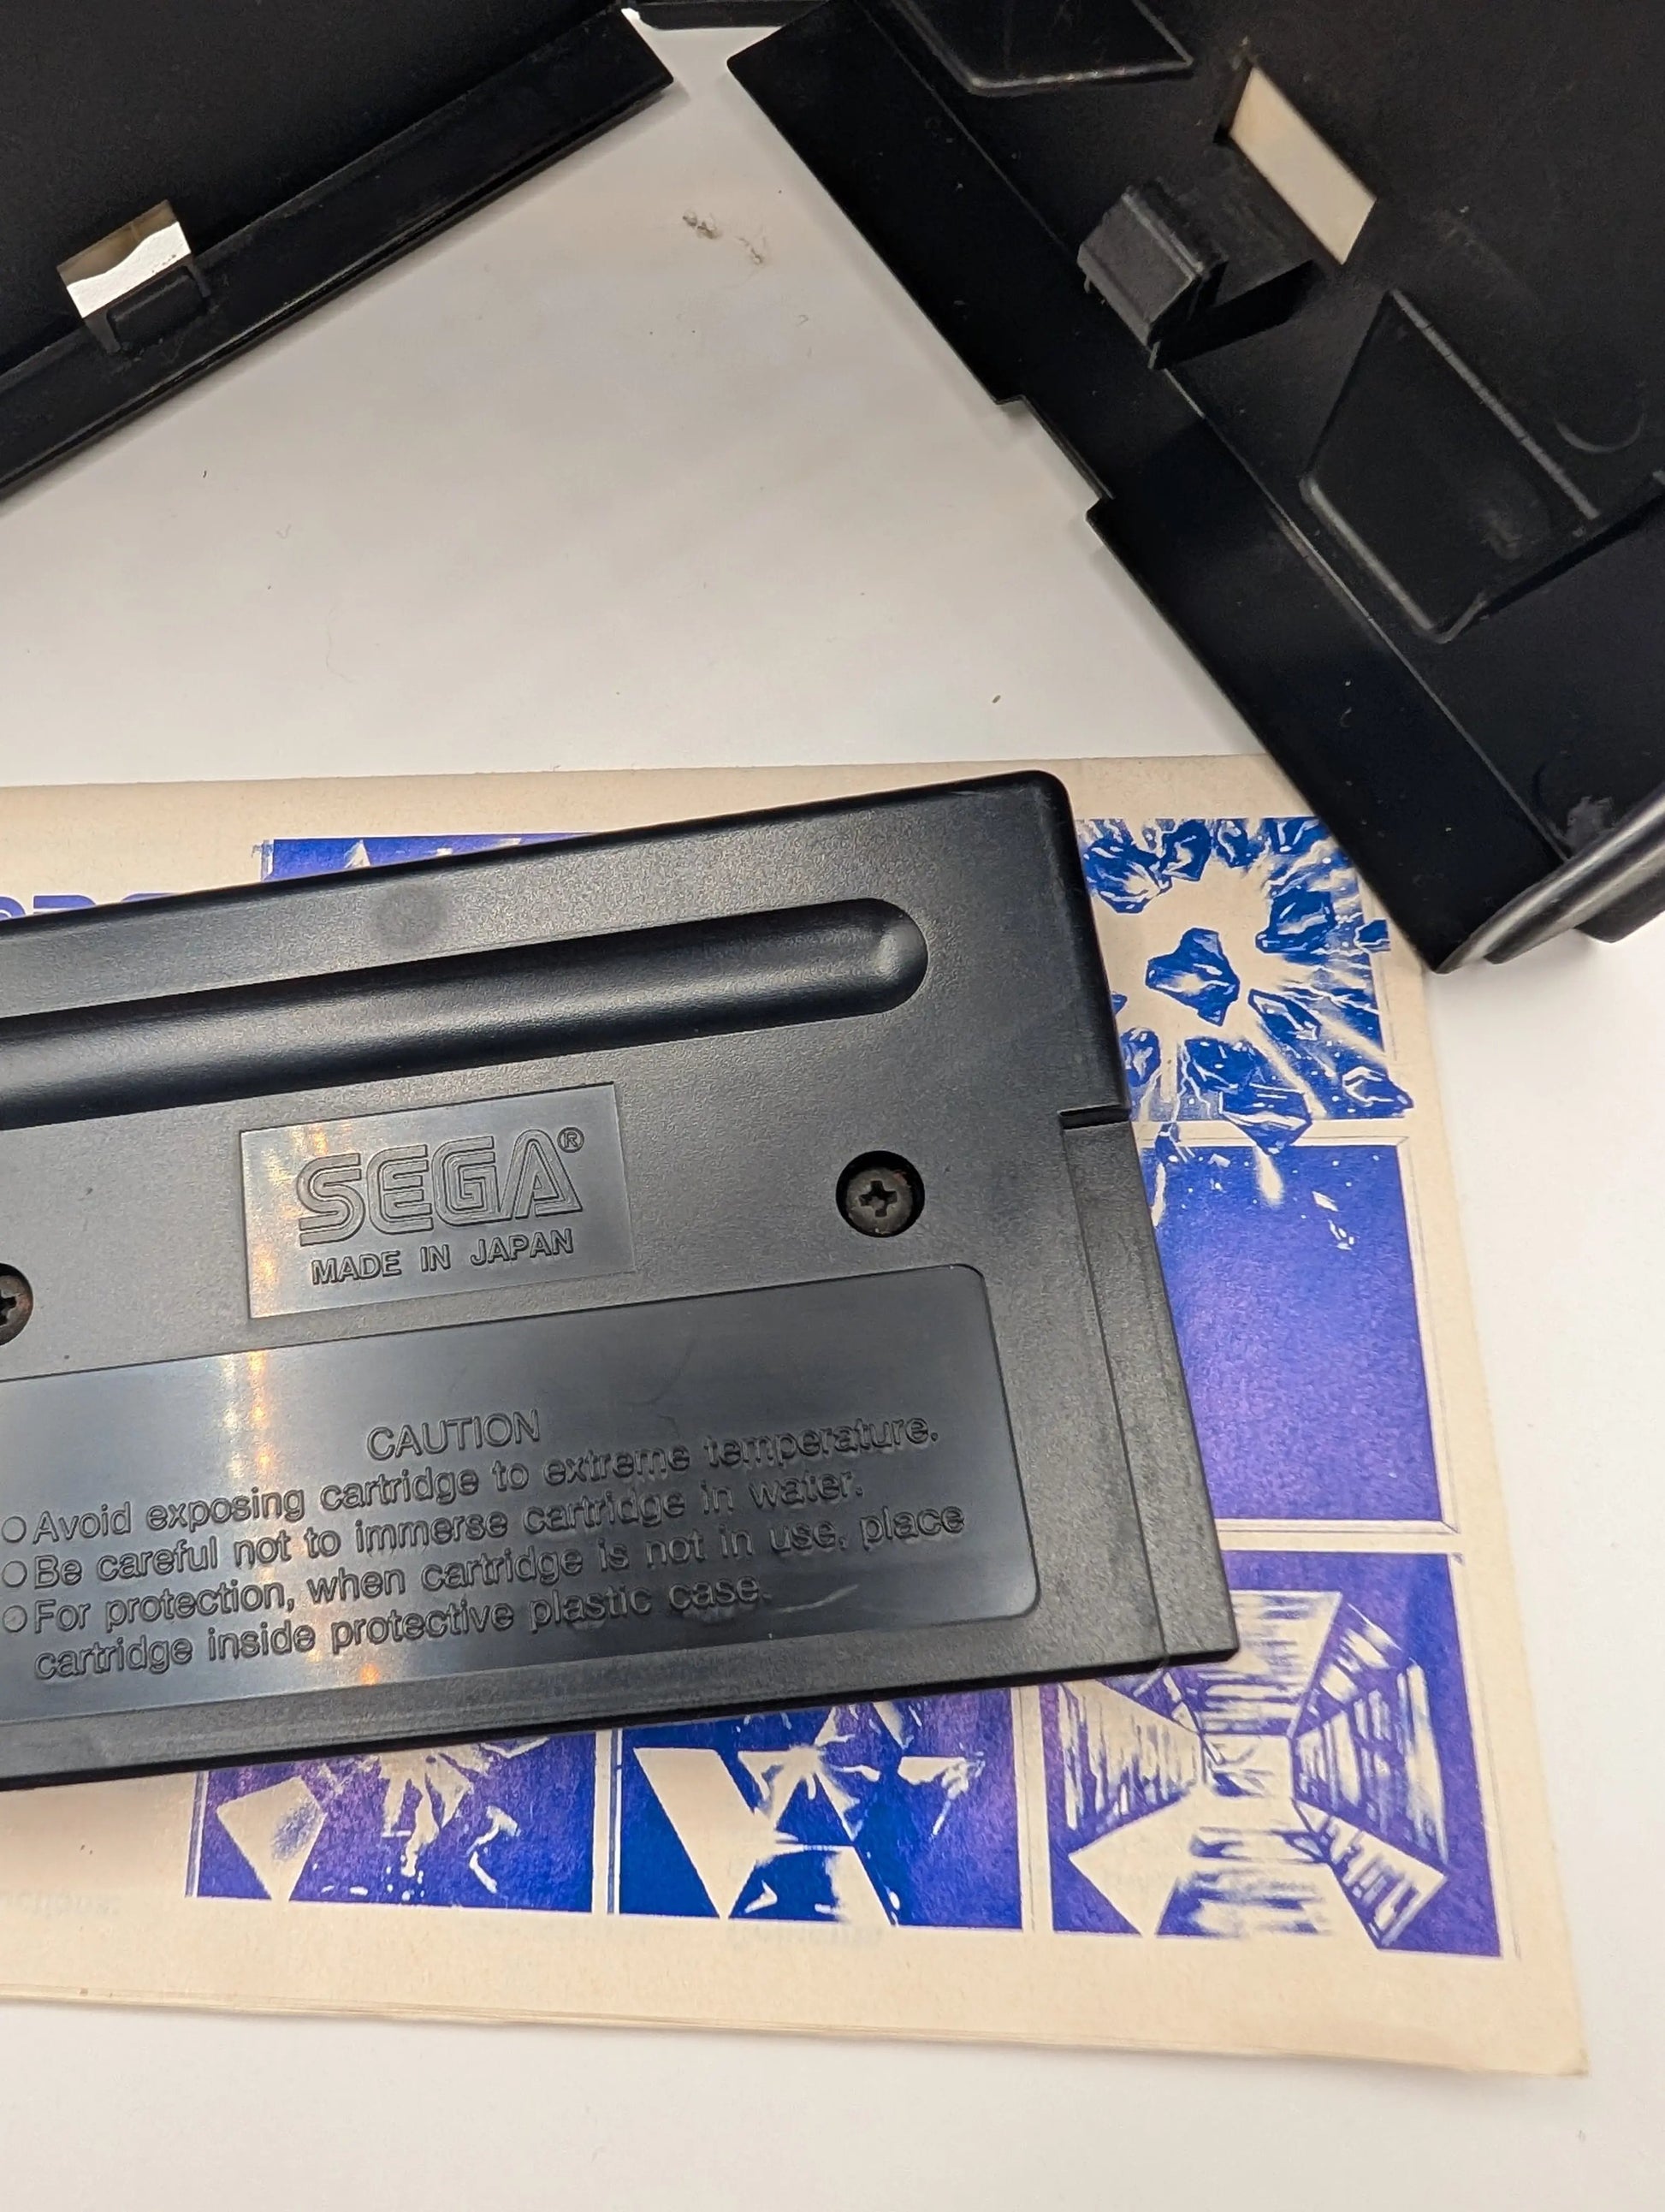 SEGA®
MADE IN JAPAN
CAUTION
○ Avoid exposing cartridge to extreme temperature.
○ Be careful not to immerse cartridge in water.
○ For protection, when cartridge is not in use, place
cartridge inside protective plastic case.